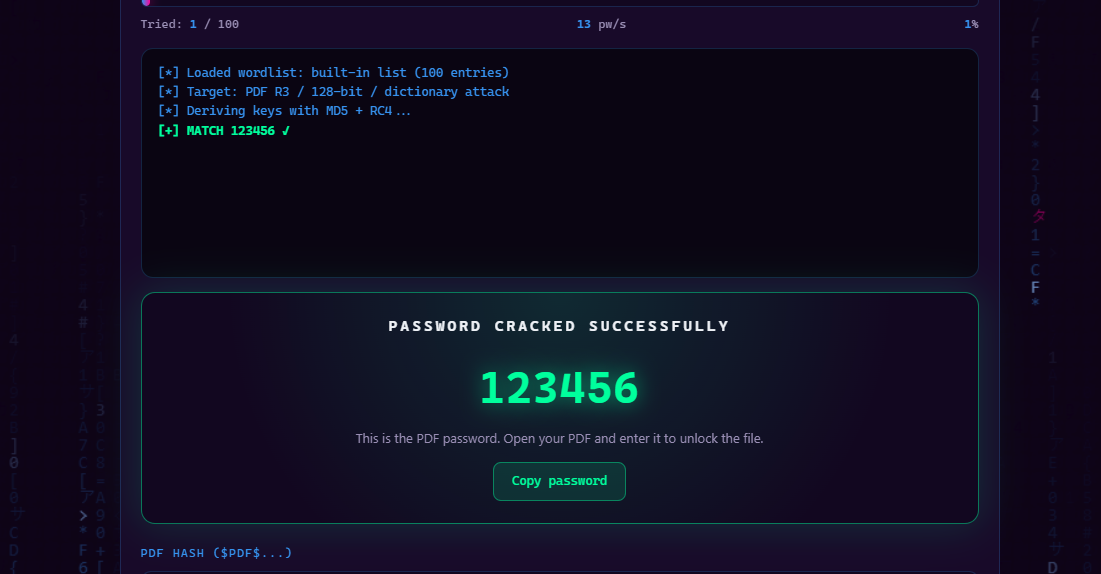 Tried: 1 / 100
13 pw/s
1%
[*] Loaded wordlist: built-in list (100 entries)
[*] Target: PDF R3 / 128-bit / dictionary attack
[*] Deriving keys with MD5 + RC4...
[+] MATCH 123456 ✓
PASSWORD CRACKED SUCCESSFULLY
123456
This is the PDF password. Open your PDF and enter it to unlock the file.
Copy password
PDF HASH ($PDF$...)